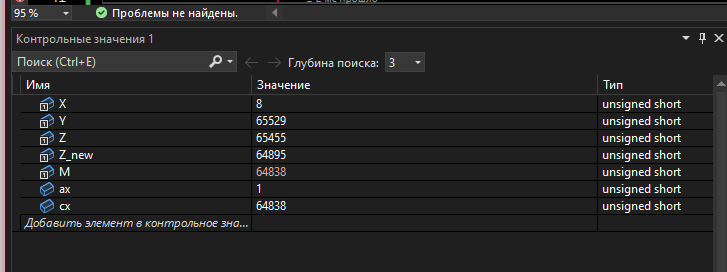 95 %
Проблемы не найдены.
Контрольные значения 1
Поиск (Ctrl+E)
Глубина поиска: 3
Имя Значение Тип
X 8 unsigned short
Y 65529 unsigned short
Z 65455 unsigned short
Z_new 64895 unsigned short
M 64838 unsigned short
ax 1 unsigned short
cx 64838 unsigned short
Добавить элемент в контрольное зна...